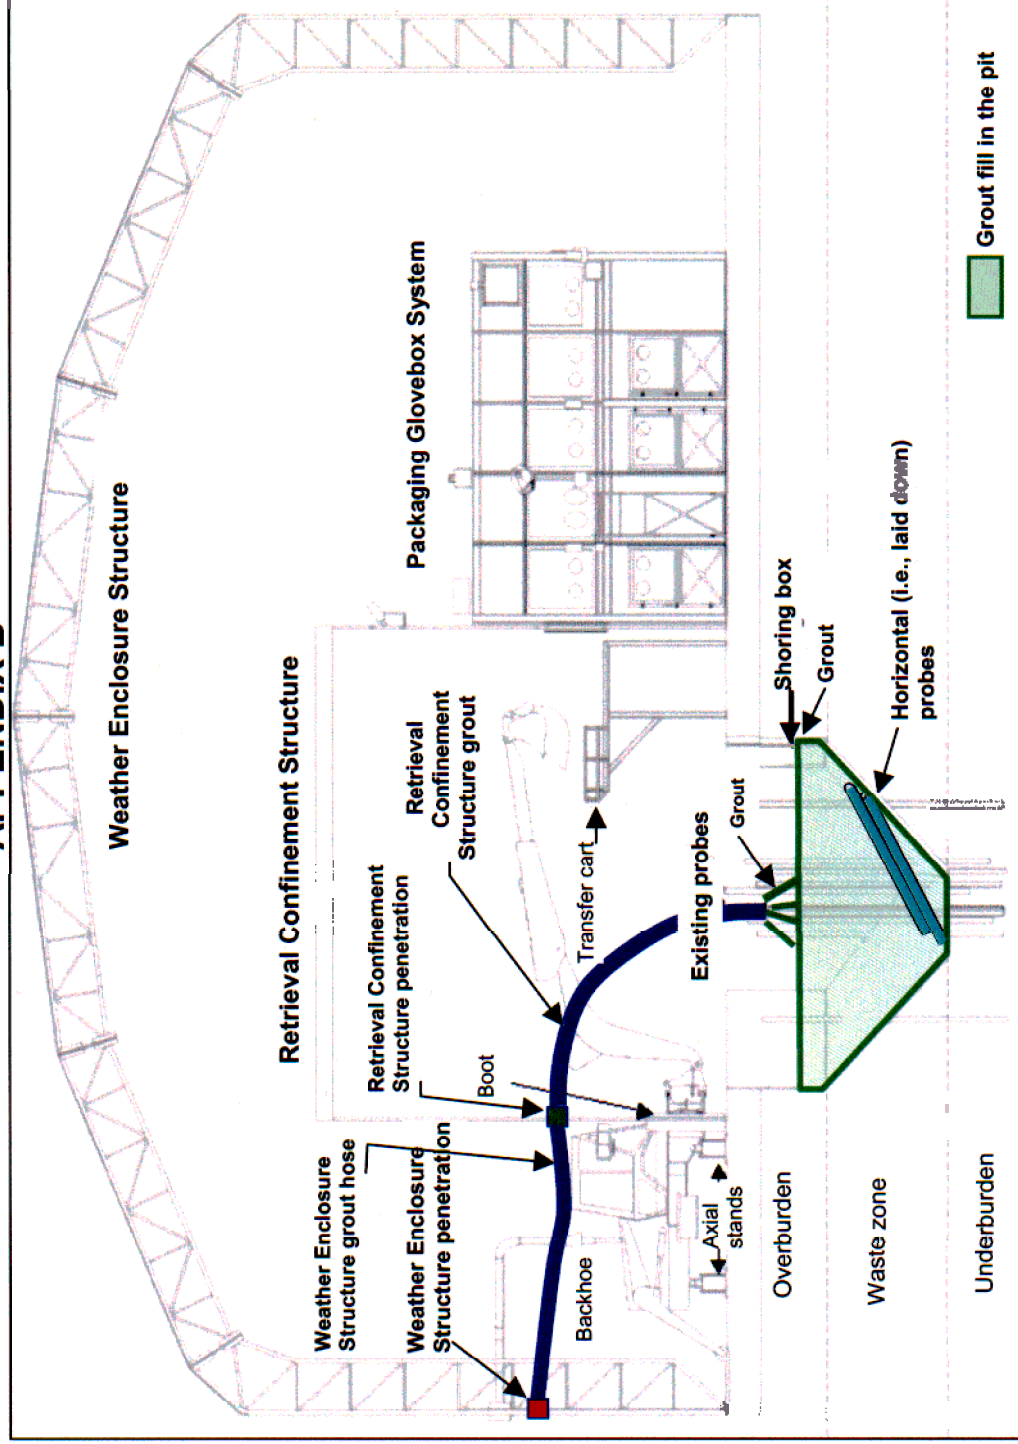 Weather Enclosure Structure
Retrieval Confinement Structure
Packaging Glovebox System
Weather Enclosure
Structure grout hose
Retrieval Confinement
Structure penetration
Retrieval
Confinement
Structure grout
Weather Enclosure
Structure penetration
Boot
Transfer cart
Backhoe
Axial
stands
Existing probes
Grout
Shoring box
Grout
Overburden
Waste zone
Horizontal (i.e., laid down)
probes
Underburden
Grout fill in the pit